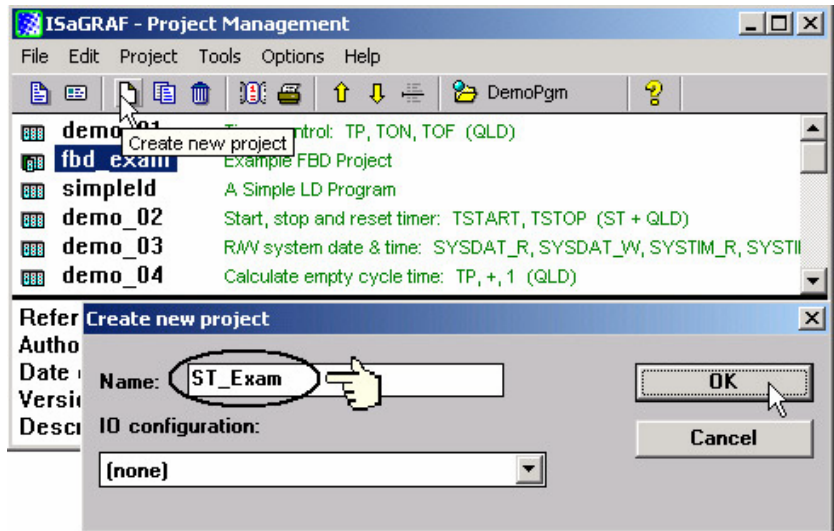 ISaGRAF - Project Management
File Edit Project Tools Options Help
DemoPgm
demo_01 control: TP, TON, TOF (QLD)
Create new project
fbd_exam Example FBD Project
simpleld A Simple LD Program
demo_02 Start, stop and reset timer: TSTART, TSTOP (ST + QLD)
demo_03 R/W system date & time: SYSDAT_R, SYSDAT_W, SYSTIM_R, SYSTI
demo_04 Calculate empty cycle time: TP, +, 1 (QLD)
Refer
Autho
Date
Versi
Descr
Create new project
Name: ST_Exam
OK
IO configuration:
Cancel
(none)